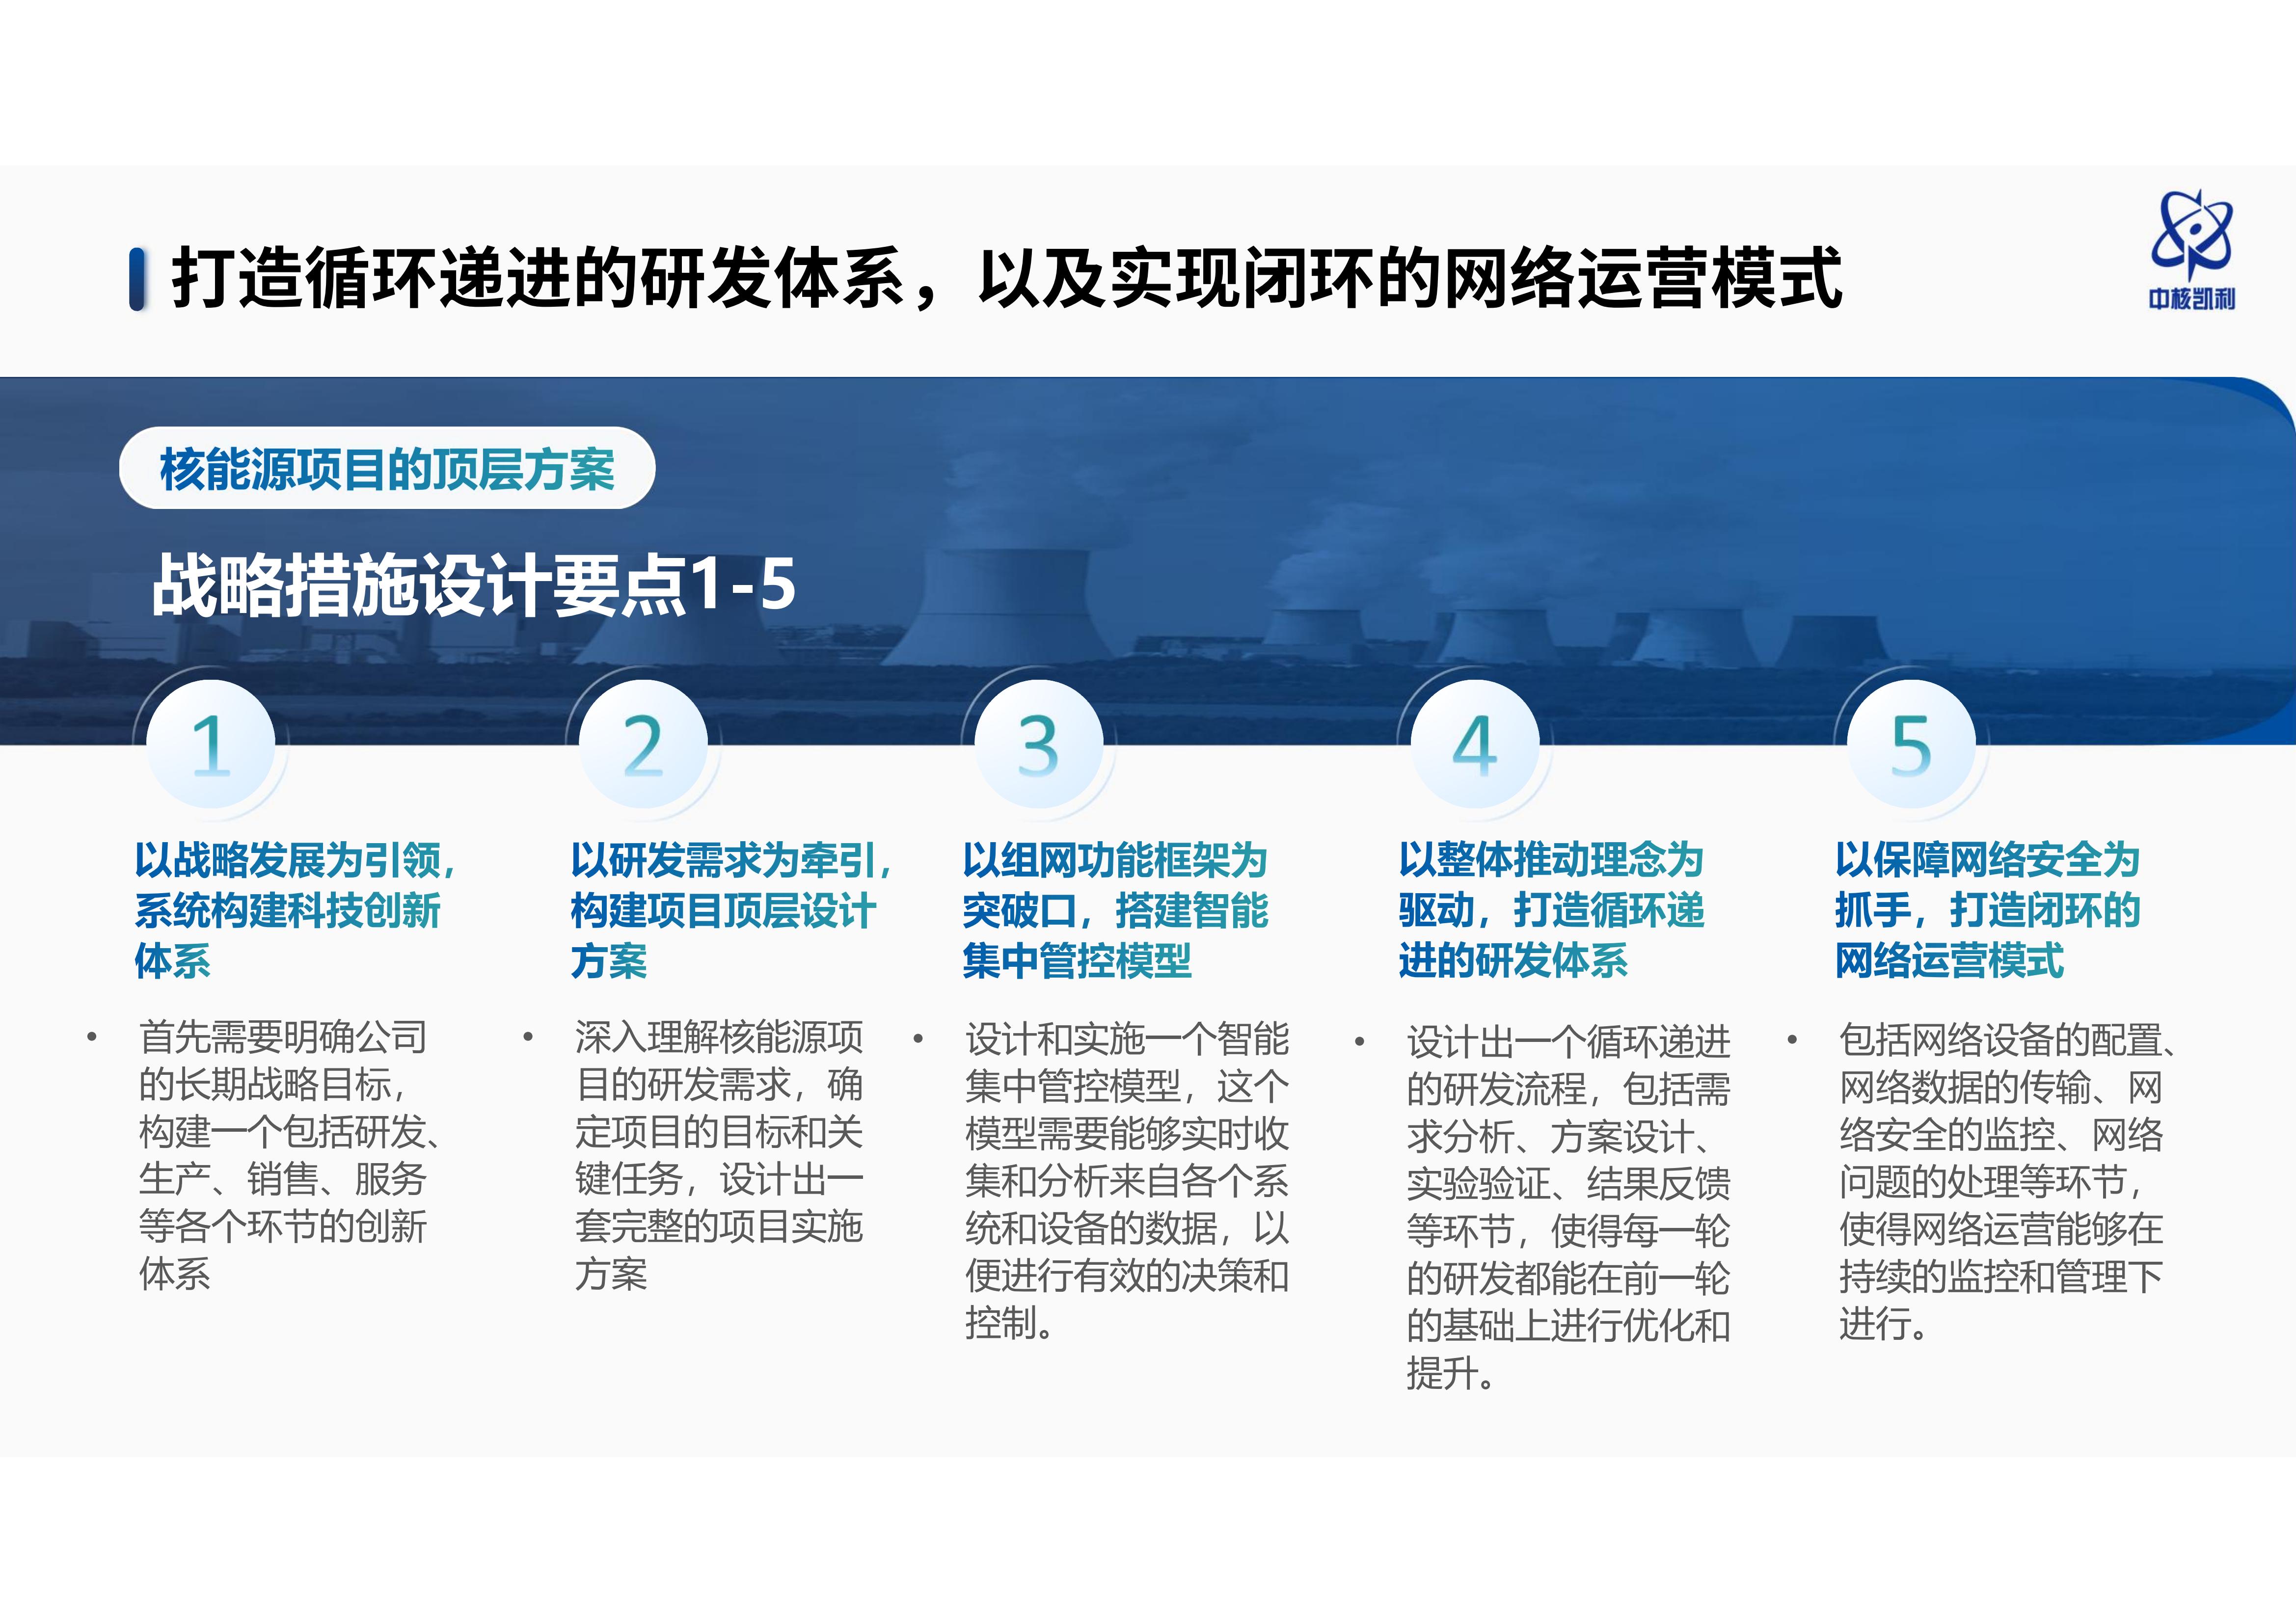 打造循环递进的研发体系，以及实现闭环的网络运营模式
中核凯利
核能源项目的顶层方案
战略措施设计要点1-5
1
以战略发展为引领，
系统构建科技创新
体系
• 首先需要明确公司
的长期战略目标，
构建一个包括研发、
生产、销售、服务
等各个环节的创新
体系
2
以研发需求为牵引，
构建项目顶层设计
方案
• 深入理解核能源项
目的研发需求，确
定项目的目标和关
键任务，设计出一
套完整的项目实施
方案
3
以组网功能框架为
突破口，搭建智能
集中管控模型
• 设计和实施一个智能
集中管控模型，这个
模型需要能够实时收
集和分析来自各个系
统和设备的数据，以
便进行有效的决策和
控制。
4
以整体推动理念为
驱动，打造循环递
进的研发体系
• 设计出一个循环递进
的研发流程，包括需
求分析、方案设计、
实验验证、结果反馈
等环节，使得每一轮
的研发都能在前一轮
的基础上进行优化和
提升。
5
以保障网络安全为
抓手，打造闭环的
网络运营模式
• 包括网络设备的配置、
网络数据的传输、网
络安全的监控、网络
问题的处理等环节，
使得网络运营能够在
持续的监控和管理下
进行。